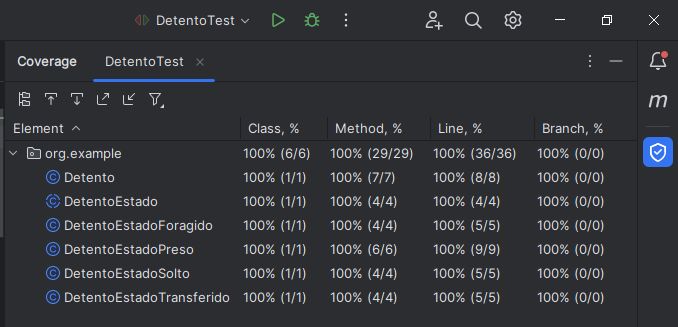 DetentoTest
Coverage DetentoTest
Element Class, % Method, % Line, % Branch, %
org.example 100% (6/6) 100% (29/29) 100% (36/36) 100% (0/0)
Detento 100% (1/1) 100% (7/7) 100% (8/8) 100% (0/0)
DetentoEstado 100% (1/1) 100% (4/4) 100% (4/4) 100% (0/0)
DetentoEstadoForagido 100% (1/1) 100% (4/4) 100% (5/5) 100% (0/0)
DetentoEstadoPreso 100% (1/1) 100% (6/6) 100% (9/9) 100% (0/0)
DetentoEstadoSolto 100% (1/1) 100% (4/4) 100% (5/5) 100% (0/0)
DetentoEstadoTransferido 100% (1/1) 100% (4/4) 100% (5/5) 100% (0/0)